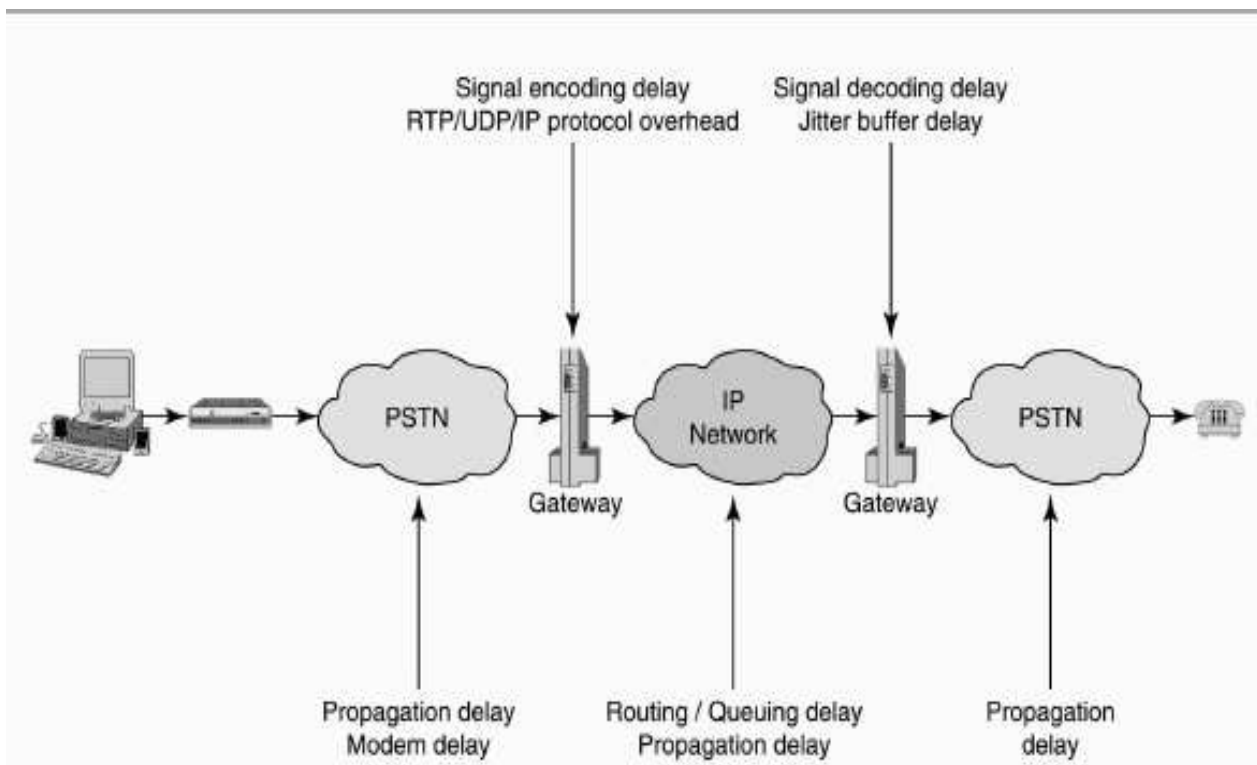 Signal encoding delay
RTP/UDP/IP protocol overhead
Signal decoding delay
Jitter buffer delay
PSTN
Gateway
IP
Network
Gateway
PSTN
Propagation delay
Modem delay
Routing / Queuing delay
Propagation delay
Propagation
delay